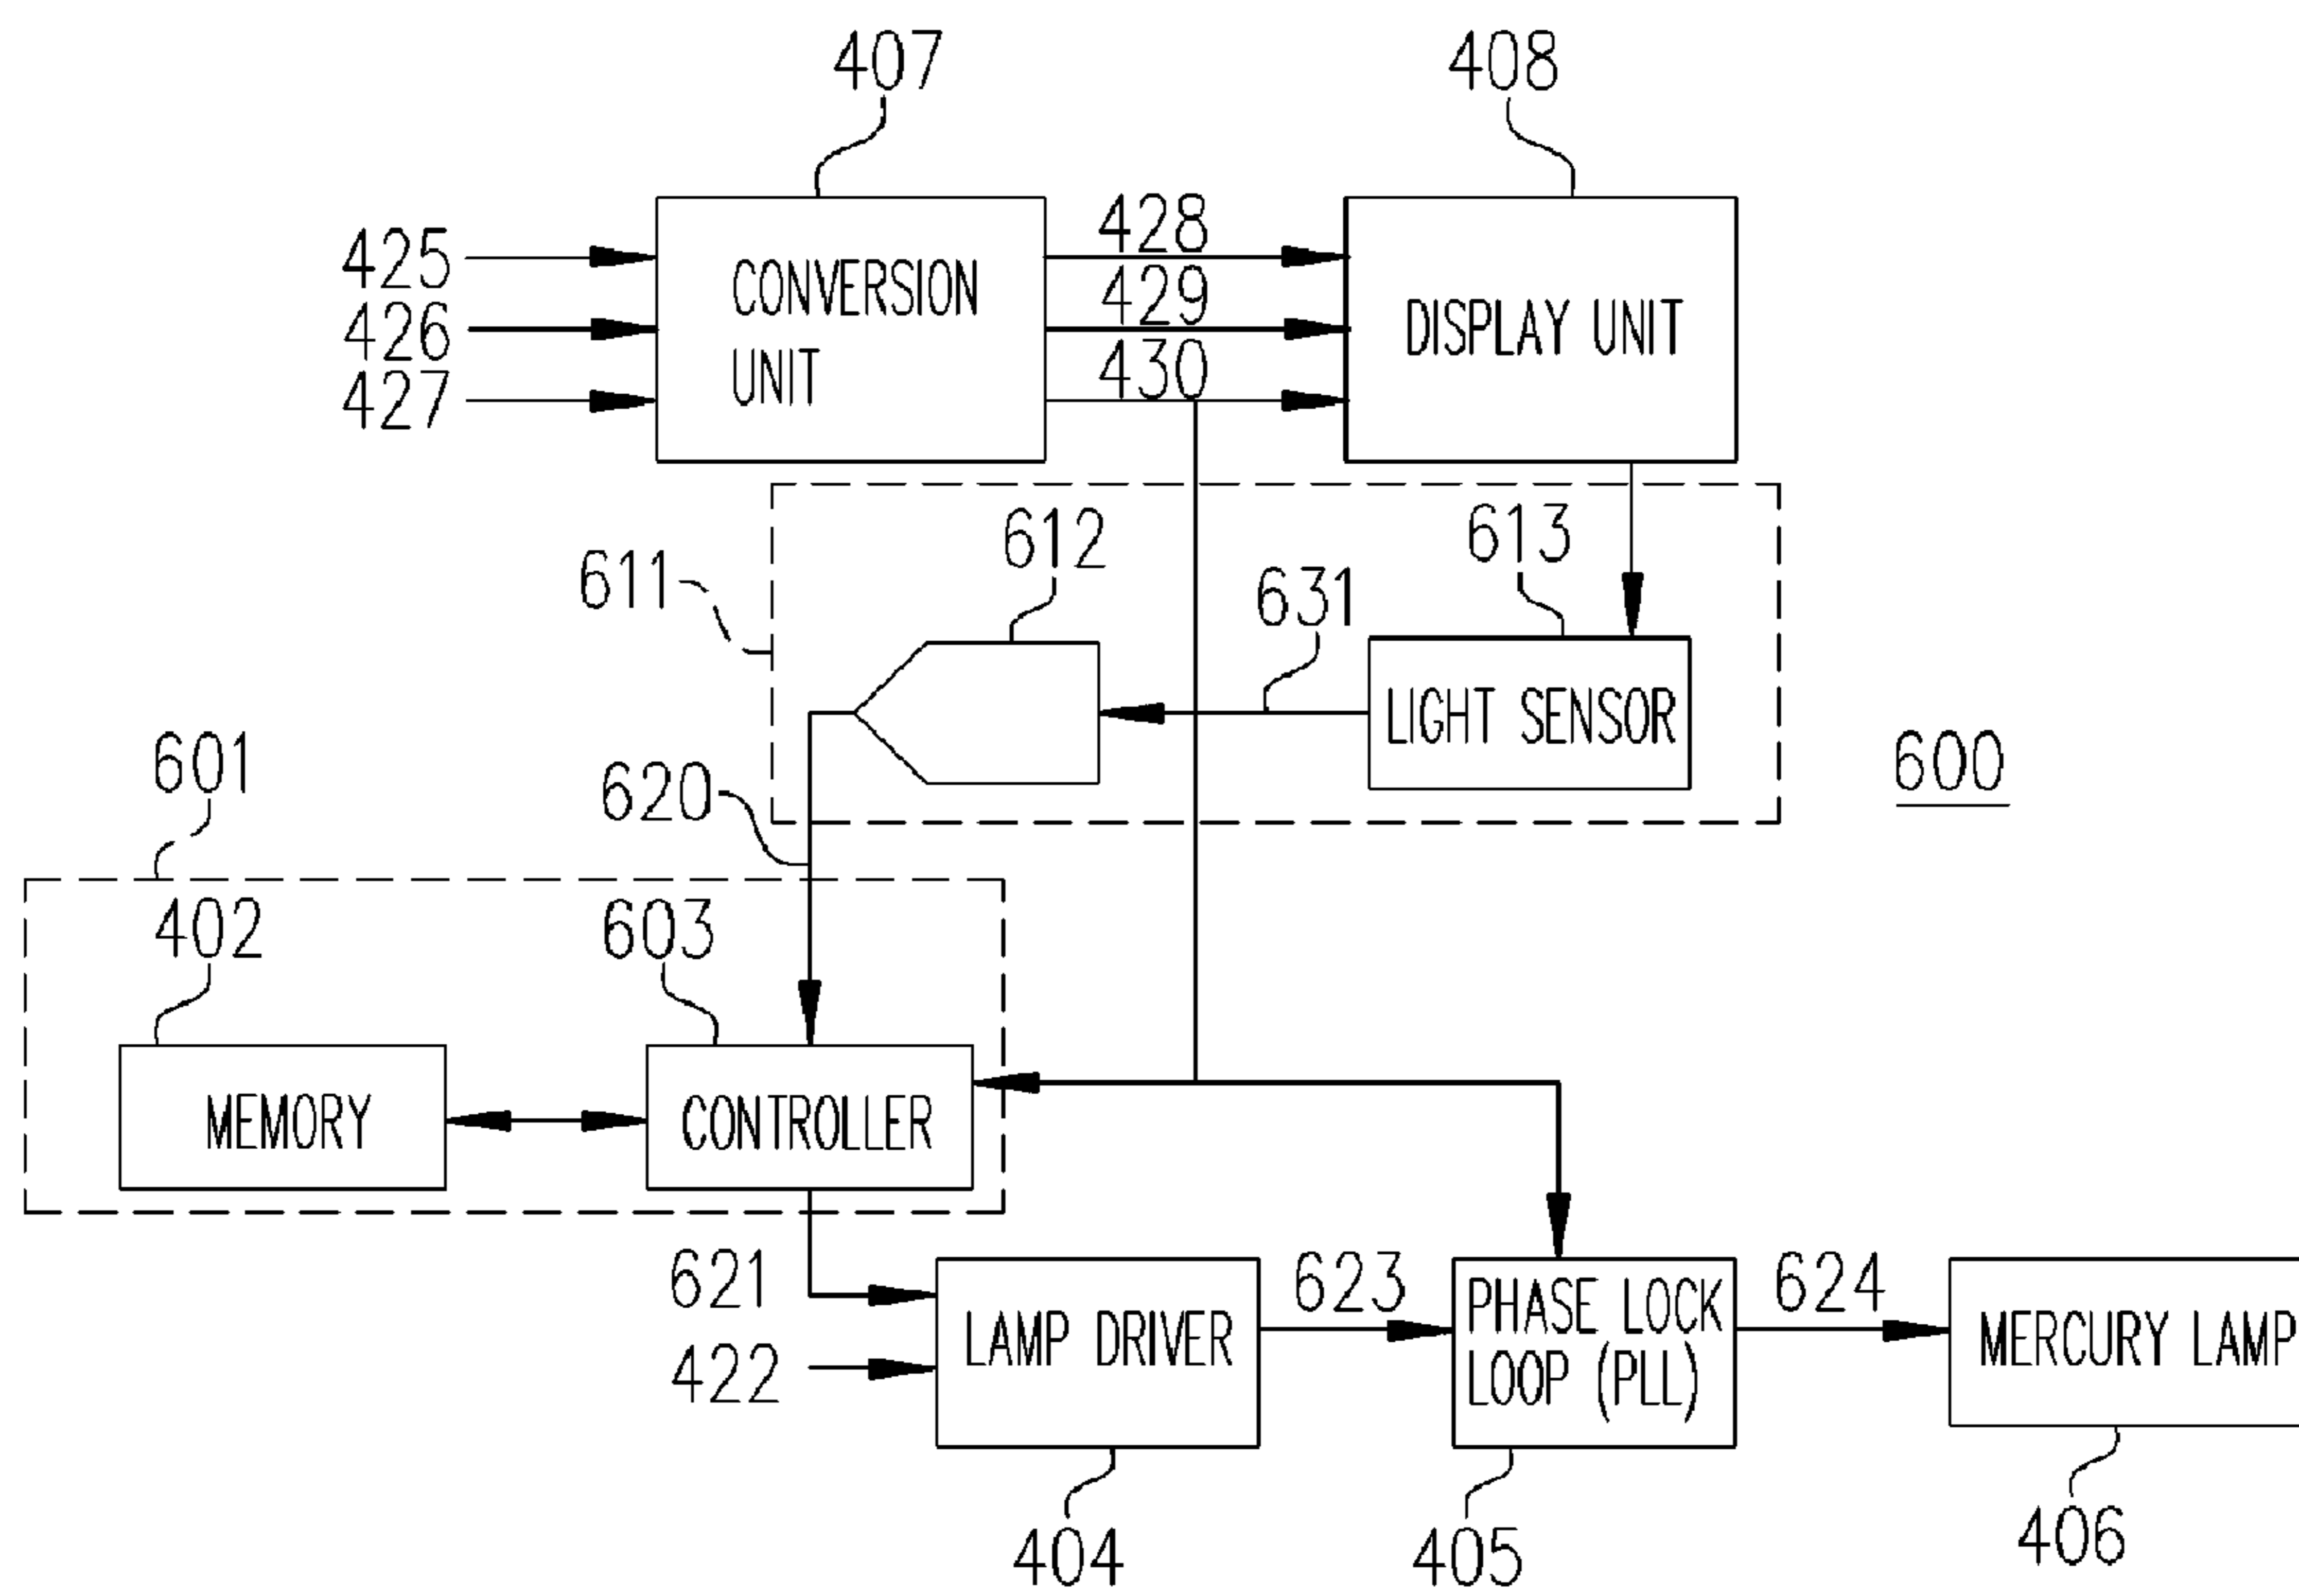 407
408
425
426
427
CONVERSION
UNIT
428
429
430
DISPLAY UNIT
611
612
631
613
LIGHT SENSOR
600
601
620
402
603
MEMORY
CONTROLLER
621
422
LAMP DRIVER
623
PHASE LOCK
LOOP (PLL)
624
MERCURY LAMP
404
405
406